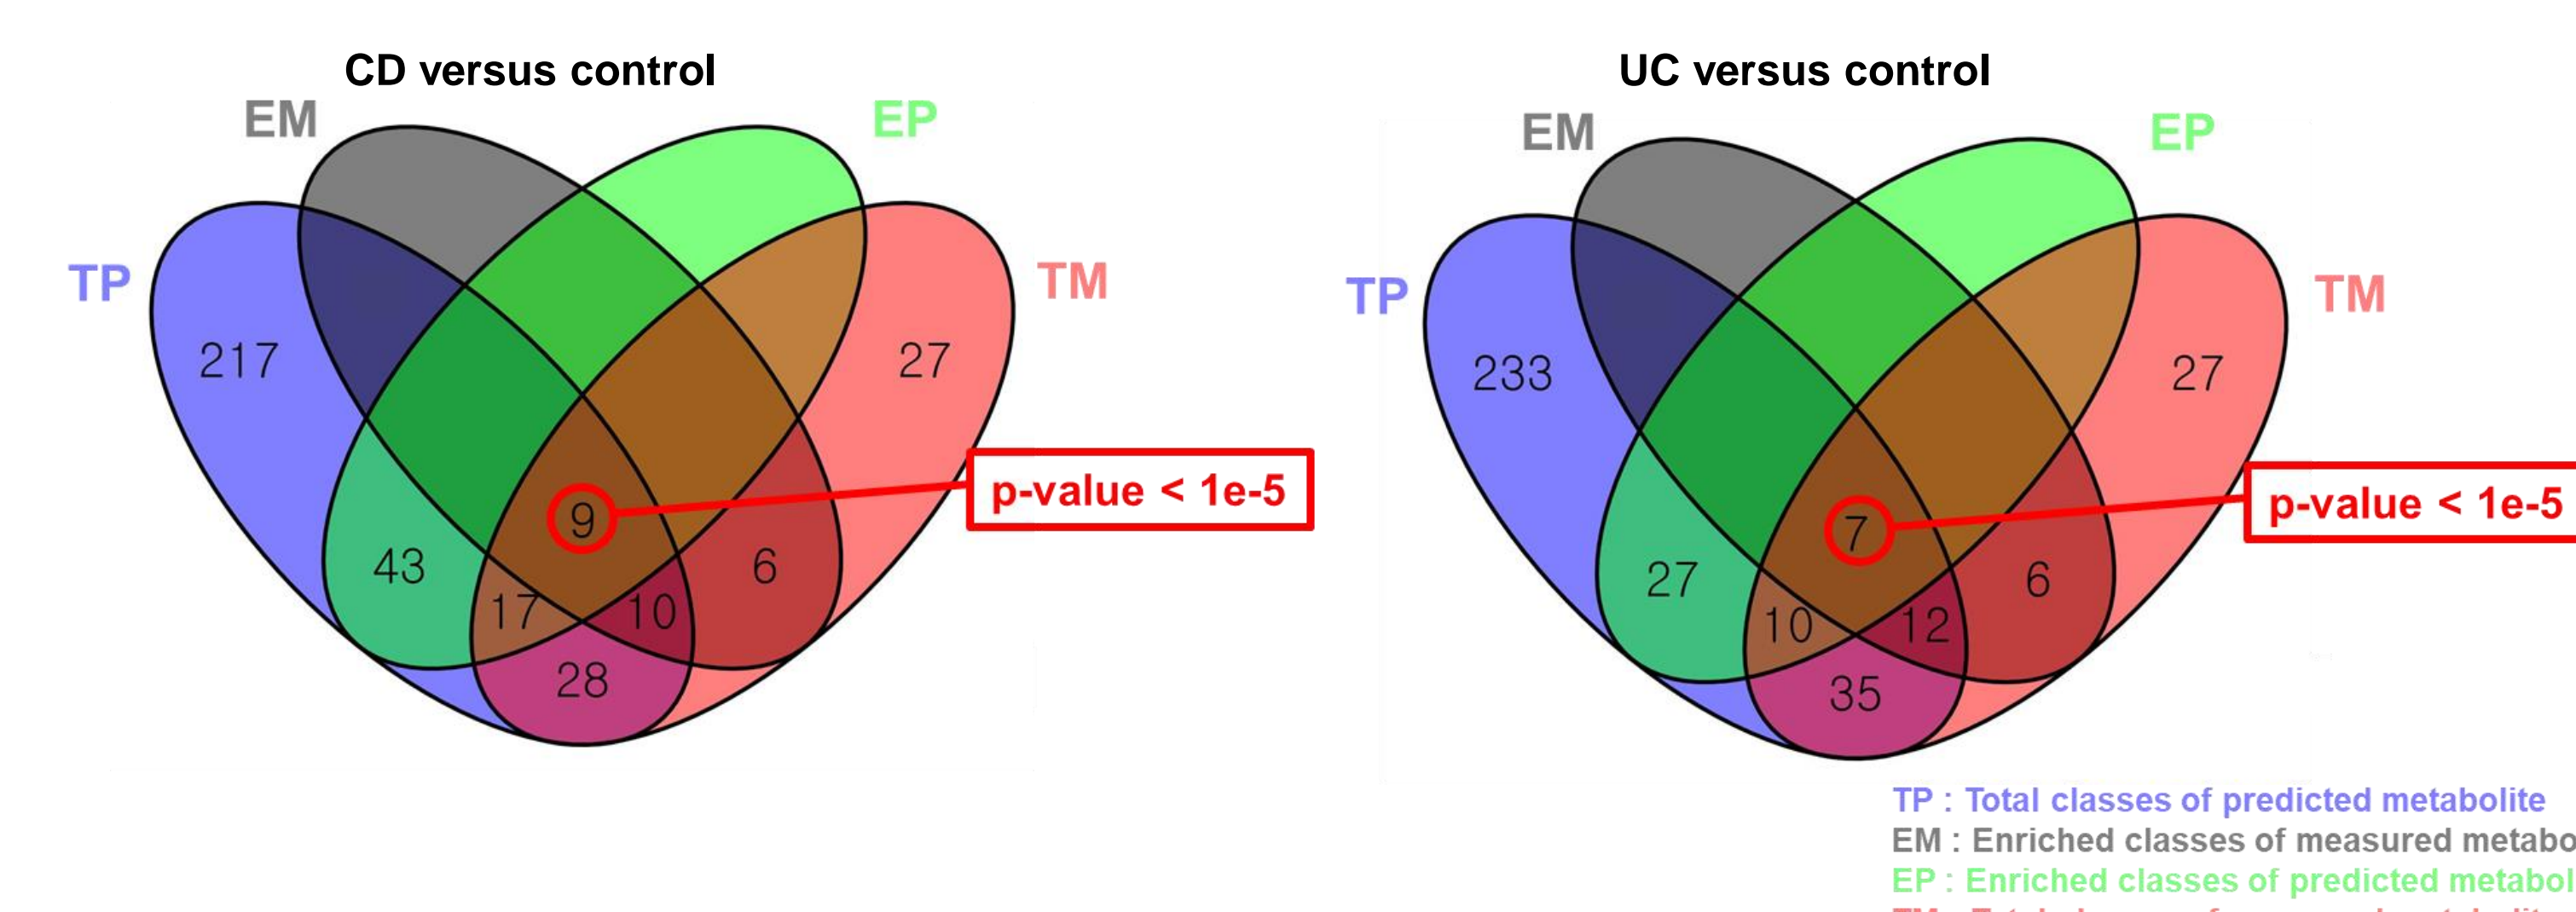 CD versus control
EM
EP
TP
TM
217
27
9
p-value < 1e-5
43
6
17
10
28
UC versus control
EM
EP
TP
TM
233
27
7
p-value < 1e-5
27
6
10
12
35
TP : Total classes of predicted metabolite
EM : Enriched classes of measured
EP : Enriched classes of predicted